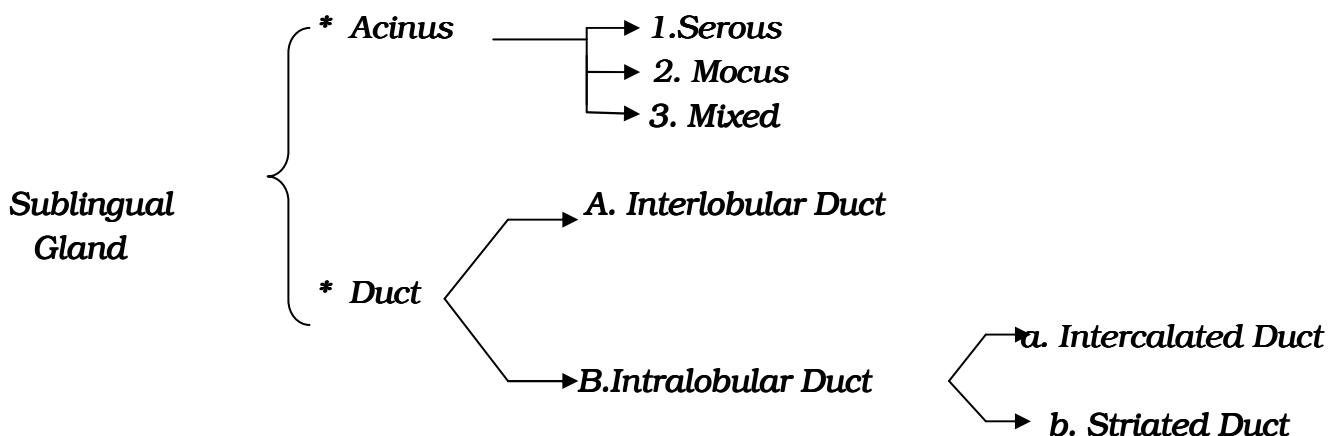 * Acinus
1.Serous
2. Mocus
3. Mixed
Sublingual
Gland
A. Interlobular Duct
* Duct
B.Intralobular Duct
a. Intercalated Duct
b. Striated Duct